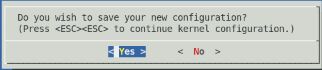 Do you wish to save your new configuration?
(Press <ESC><ESC> to continue kernel configuration.)
< Yes >      <  No  >